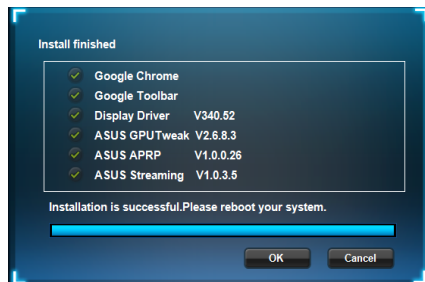 Install finished
Google Chrome
Google Toolbar
Display Driver V340.52
ASUS GPUTweak V2.6.8.3
ASUS APRP V1.0.0.26
ASUS Streaming V1.0.3.5
Installation is successful.Please reboot your system.
OK Cancel